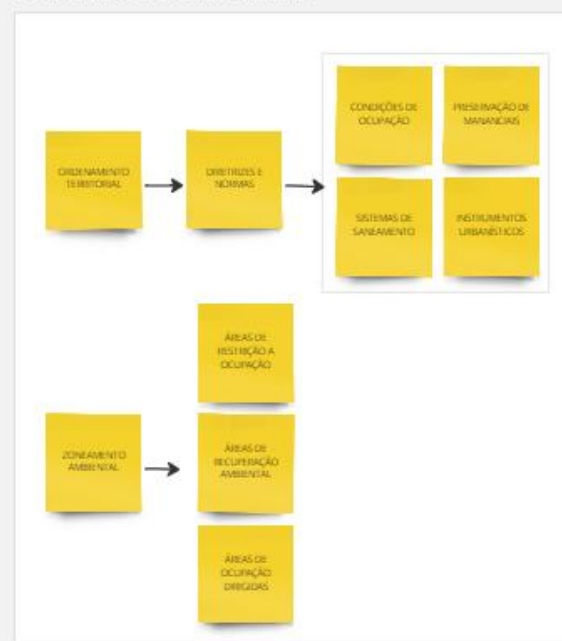 ORDENAMENTO
TERRITORIAL
DIRETRIZES E
NORMAS
CONDIÇÕES DE
OCUPAÇÃO
PRESERVAÇÃO DE
MANANCIAIS
SISTEMAS DE
SANEAMENTO
INSTRUMENTOS
URBANÍSTICOS
ZONEAMENTO
AMBIENTAL
ÁREAS DE
RESTRIÇÃO A
OCUPAÇÃO
ÁREAS DE
RECUPERAÇÃO
AMBIENTAL
ÁREAS DE
OCUPAÇÃO
DIRIGIDAS